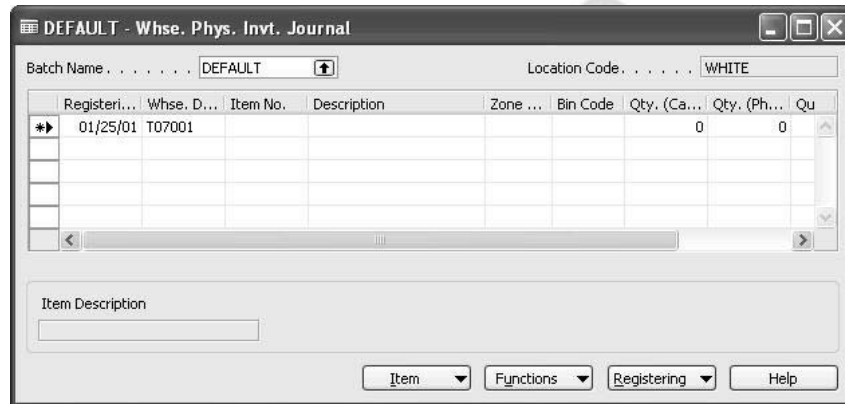 DEFAULT - Whse. Phys. Invt. Journal
Batch Name . . . . . . . DEFAULT Location Code . . . . . . WHITE
Registeri... Whse. D... Item No. Description Zone ... Bin Code Qty. (Ca... Qty. (Ph... Qu
01/25/01 T07001 0 0
Item Description
Item Functions Registering Help